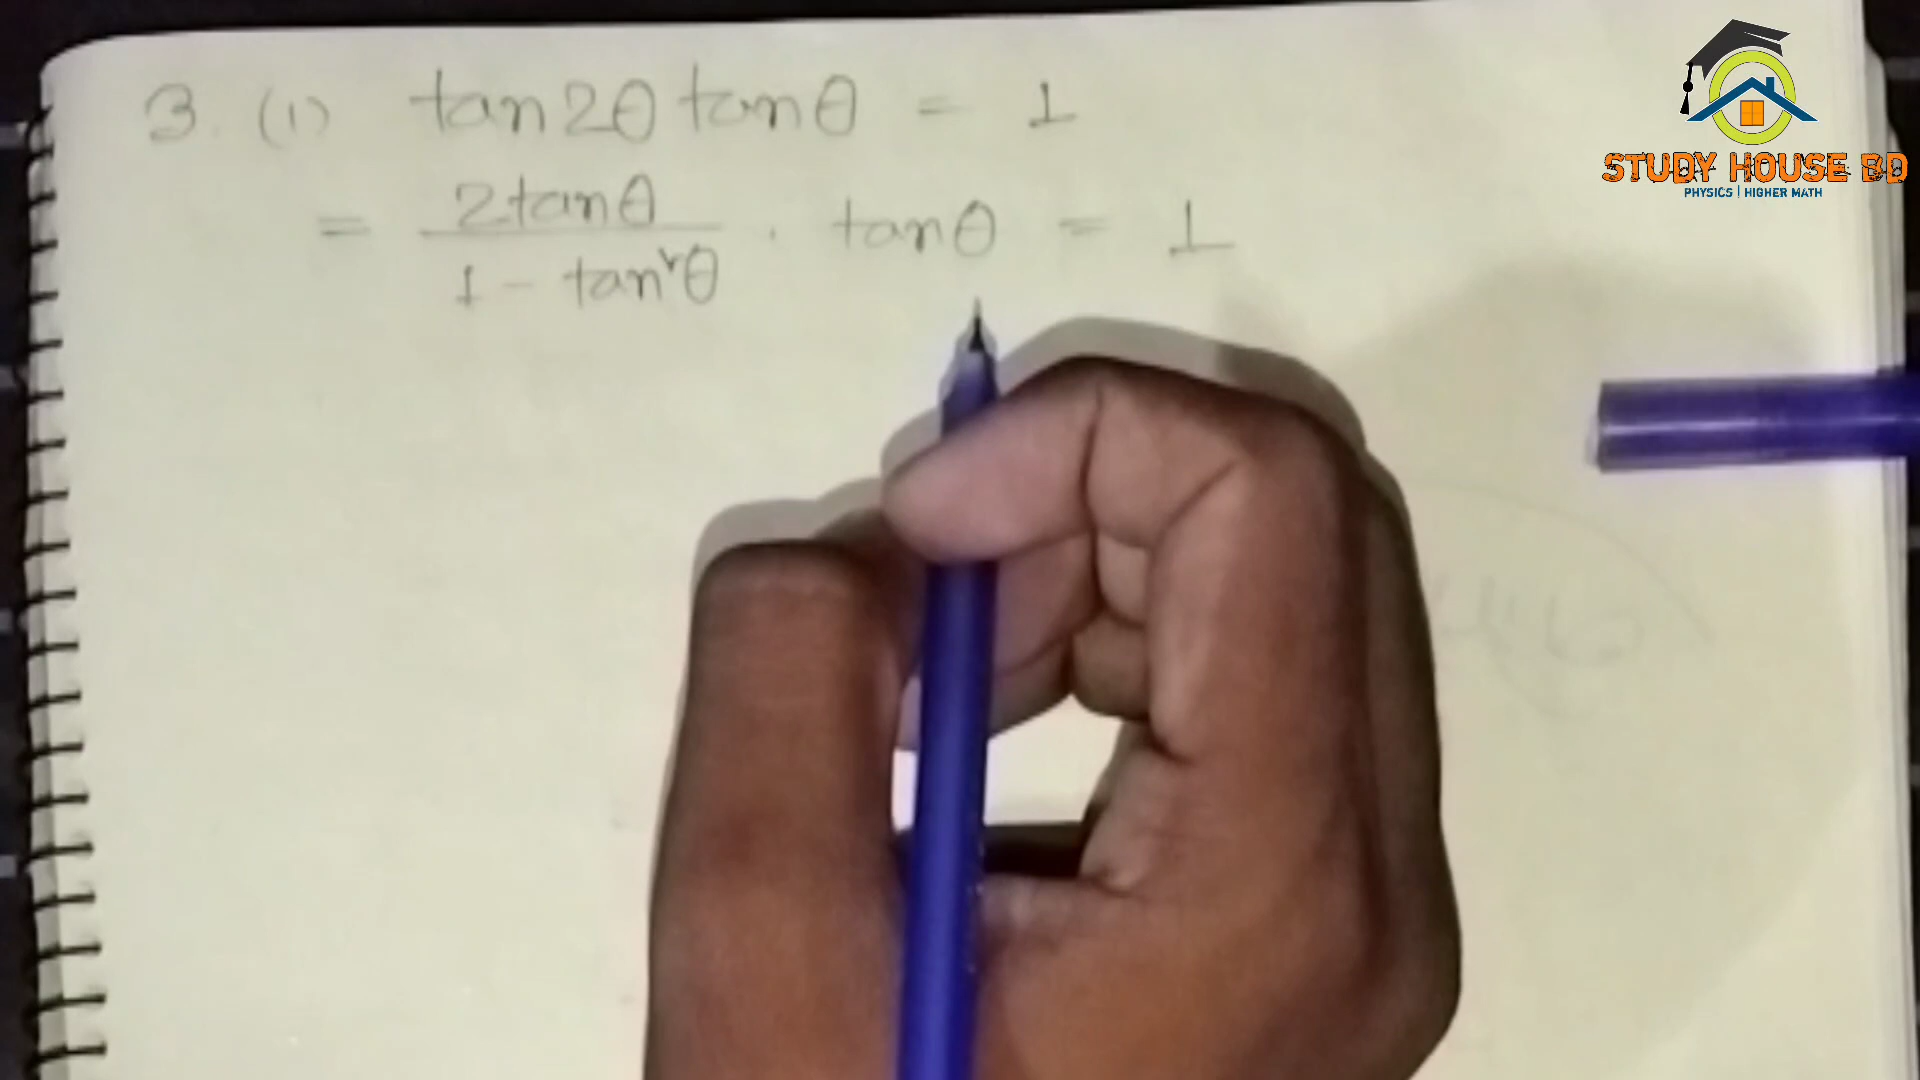 3. (i) tan2θ tanθ = 1
= 2tanθ / 1 - tan²θ . tanθ = 1
STUDY HOUSE BD
PHYSICS | HIGHER MATH